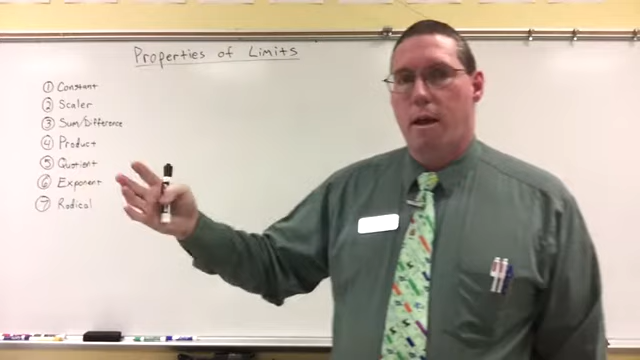 Properties of Limits
① Constant
② Scaler
③ Sum/Difference
④ Product
⑤ Quotient
⑥ Exponent
⑦ Radical